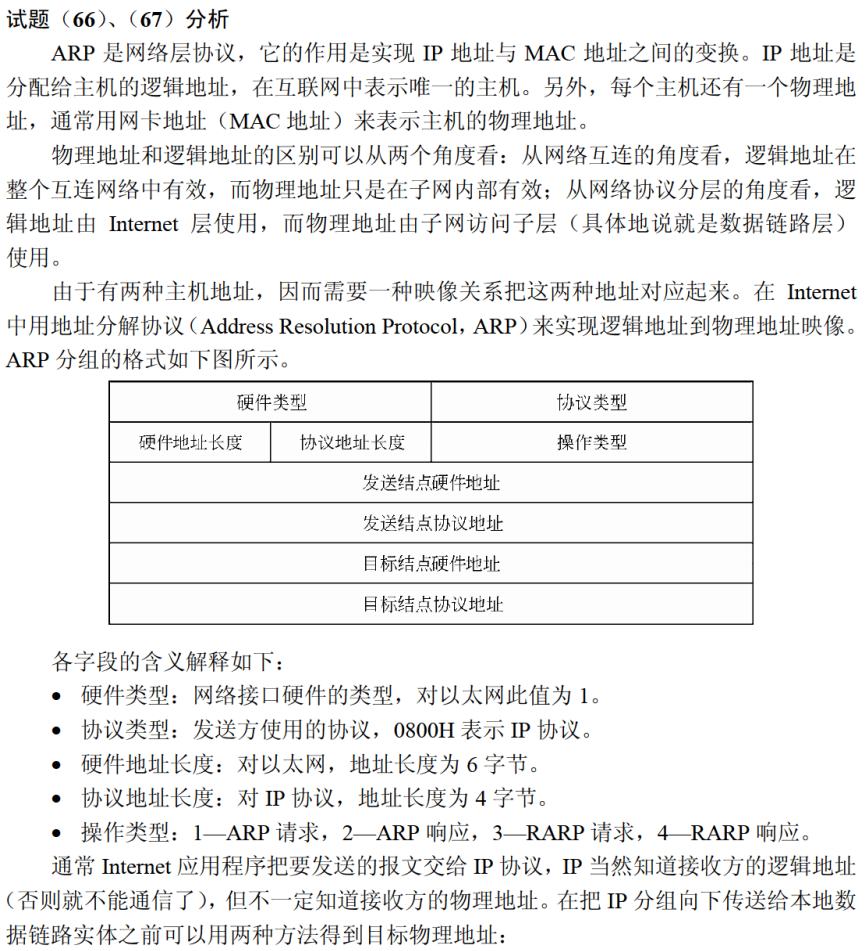 试题（66）、（67）分析
ARP 是网络层协议，它的作用是实现 IP 地址与 MAC 地址之间的变换。IP 地址是
分配给主机的逻辑地址，在互联网中表示唯一的主机。另外，每个主机还有一个物理地
址，通常用网卡地址（MAC 地址）来表示主机的物理地址。
物理地址和逻辑地址的区别可以从两个角度看：从网络互连的角度看，逻辑地址在
整个互连网络中有效，而物理地址只是在子网内部有效；从网络协议分层的角度看，逻
辑地址由 Internet 层使用，而物理地址由子网访问子层（具体地说就是数据链路层）
使用。
由于有两种主机地址，因而需要一种映像关系把这两种地址对应起来。在 Internet
中用地址分解协议（Address Resolution Protocol，ARP）来实现逻辑地址到物理地址映像。
ARP 分组的格式如下图所示。
硬件类型 协议类型
硬件地址长度 协议地址长度 操作类型
发送结点硬件地址
发送结点协议地址
目标结点硬件地址
目标结点协议地址
各字段的含义解释如下：
• 硬件类型：网络接口硬件的类型，对以太网此值为 1。
• 协议类型：发送方使用的协议，0800H 表示 IP 协议。
• 硬件地址长度：对以太网，地址长度为 6 字节。
• 协议地址长度：对 IP 协议，地址长度为 4 字节。
• 操作类型：1—ARP 请求，2—ARP 响应，3—RARP 请求，4—RARP 响应。
通常 Internet 应用程序把要发送的报文交给 IP 协议，IP 当然知道接收方的逻辑地址
（否则就不能通信了），但不一定知道接收方的物理地址。在把 IP 分组向下传送给本地数
据链路实体之前可以用两种方法得到目标物理地址：